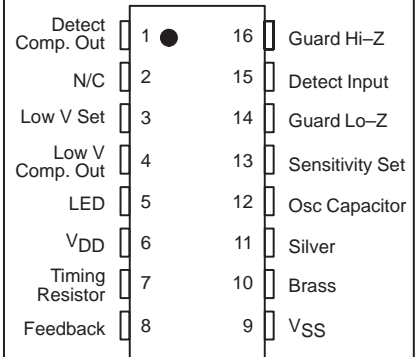 Detect
Comp. Out 1 16 Guard Hi–Z
N/C 2 15 Detect Input
Low V Set 3 14 Guard Lo–Z
Low V
Comp. Out 4 13 Sensitivity Set
LED 5 12 Osc Capacitor
VDD 6 11 Silver
Timing
Resistor 7 10 Brass
Feedback 8 9 VSS